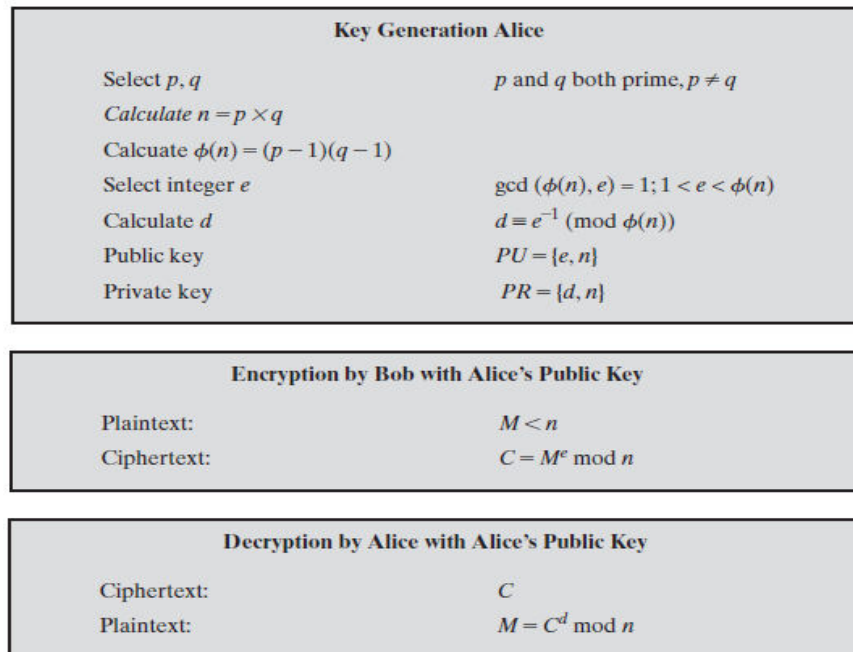 Key Generation Alice
Select p, q p and q both prime, p ≠ q
Calculate n = p × q
Calcuate ϕ(n) = (p − 1)(q − 1)
Select integer e gcd (ϕ(n), e) = 1; 1 < e < ϕ(n)
Calculate d d ≡ e⁻¹ (mod ϕ(n))
Public key PU = {e, n}
Private key PR = {d, n}
Encryption by Bob with Alice's Public Key
Plaintext: M < n
Ciphertext: C = Mᵉ mod n
Decryption by Alice with Alice's Public Key
Ciphertext: C
Plaintext: M = Cᵈ mod n